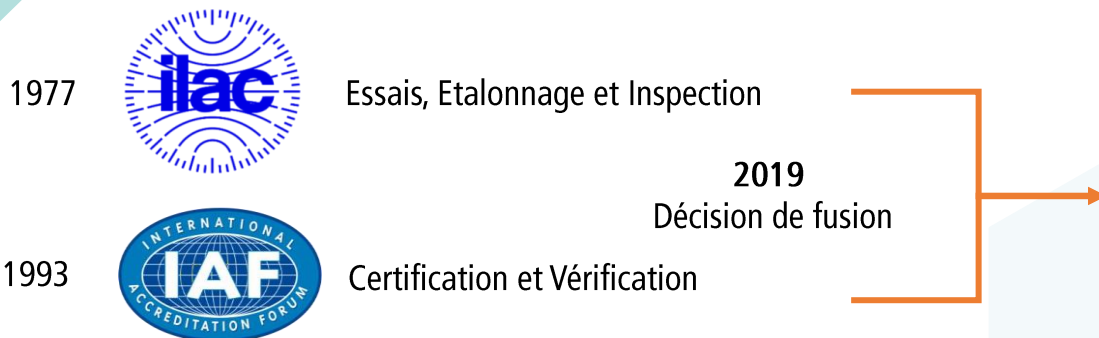 1977
ilac
Essais, Etalonnage et Inspection
2019
Décision de fusion
1993
INTERNATIONAL
IAF
ACCREDITATION FORUM
Certification et Vérification